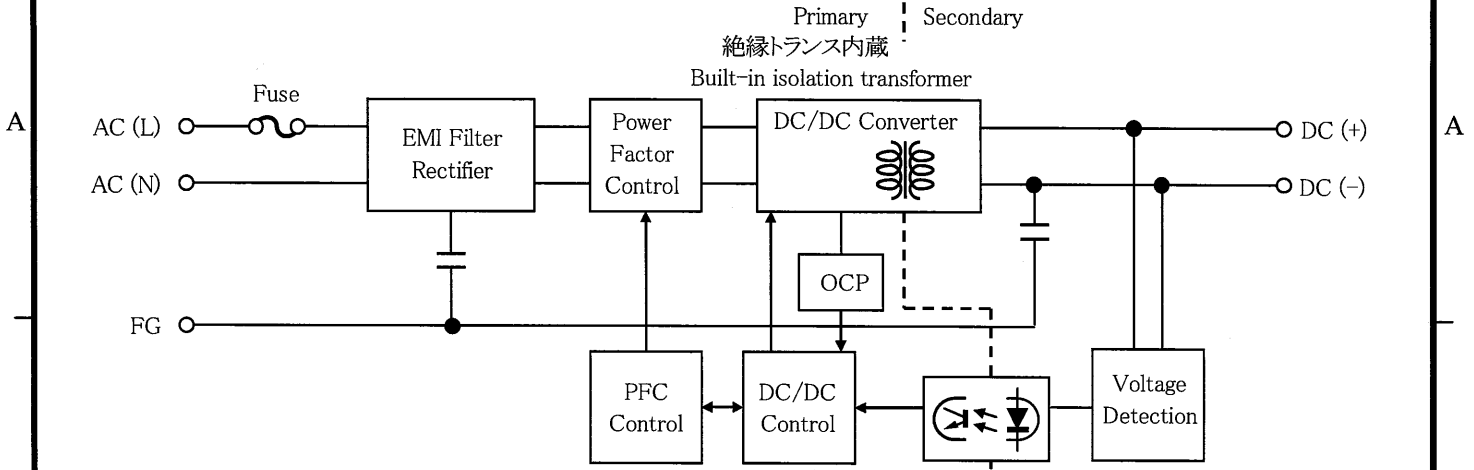 Primary
Secondary
絶縁トランス内蔵
Built-in isolation transformer
Fuse
A
AC (L)
EMI Filter
Rectifier
Power
Factor
Control
DC/DC Converter
DC (+)
A
AC (N)
DC (-)
OCP
FG
PFC
Control
DC/DC
Control
Voltage
Detection